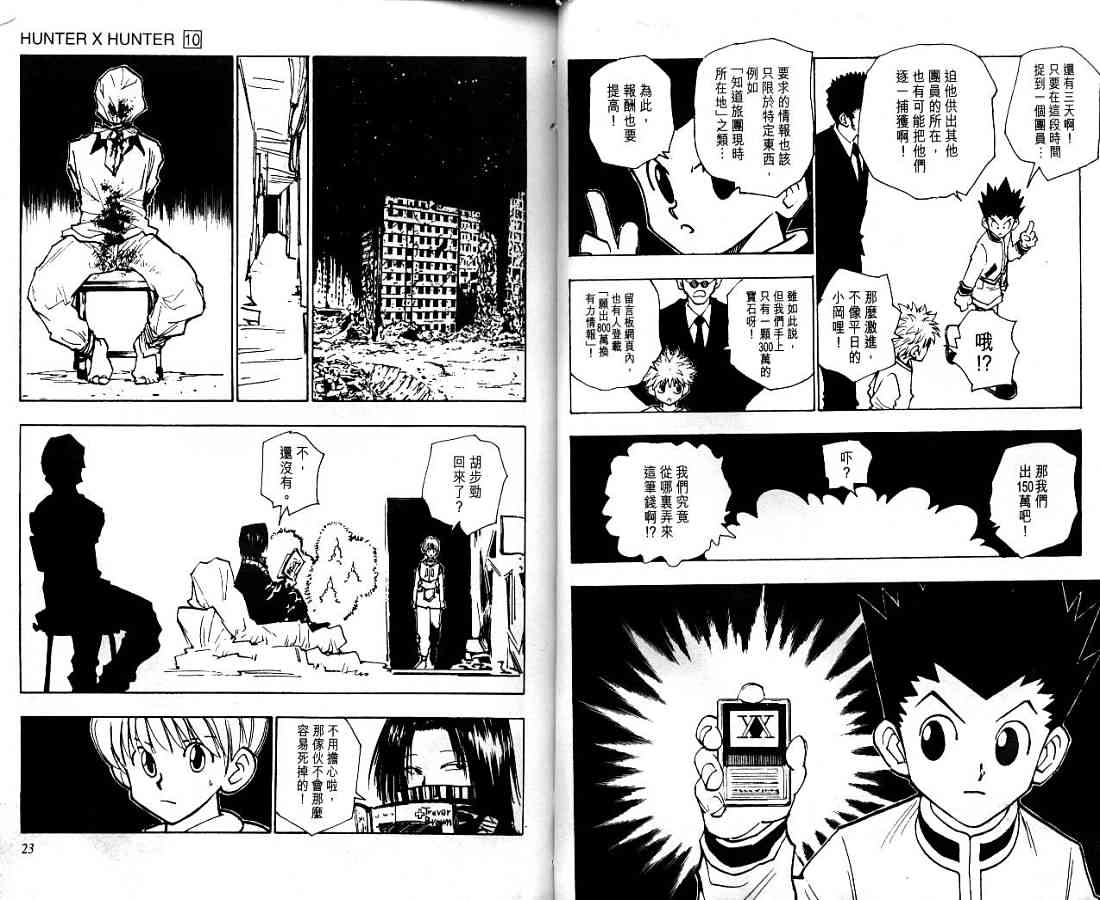 HUNTER X HUNTER 10
還有三天啊！
只要在這段時間
捉到一個團員…
迫他供出其他
團員的所在，
也有可能把他們
逐一捕獲啊！
哦!?
那麼激進，
不像平日的
小岡哩！
要求的情報也該
只限於特定東西，
例如
「知道旅團現時
所在地」之類…
為此，
報酬也要
提高！
雖如此說，
但我們手上
只有一顆300萬的
寶石呀！
留言板網頁內，
也有人登載
「願出800萬換
有力情報」！
那我們
出150萬吧！
吓？
我們究竟
從哪裏弄來
這筆錢啊!?
XX
胡步勁
回來了？
不，
還沒有。
不用擔心啦，
那傢伙不會那麼
容易死掉的！
Trevor
Brown
23